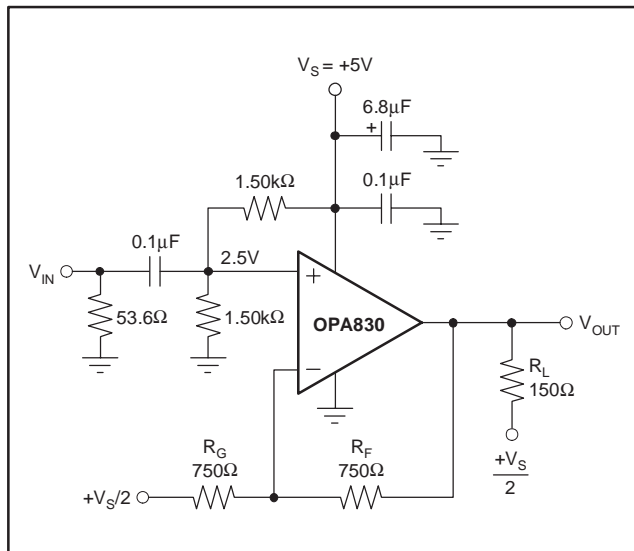 V_S = +5V
6.8µF
+
1.50kΩ
0.1µF
0.1µF
V_IN
2.5V
+
53.6Ω
1.50kΩ
OPA830
V_OUT
−
R_L
150Ω
R_G
750Ω
R_F
750Ω
+V_S/2
+V_S
2